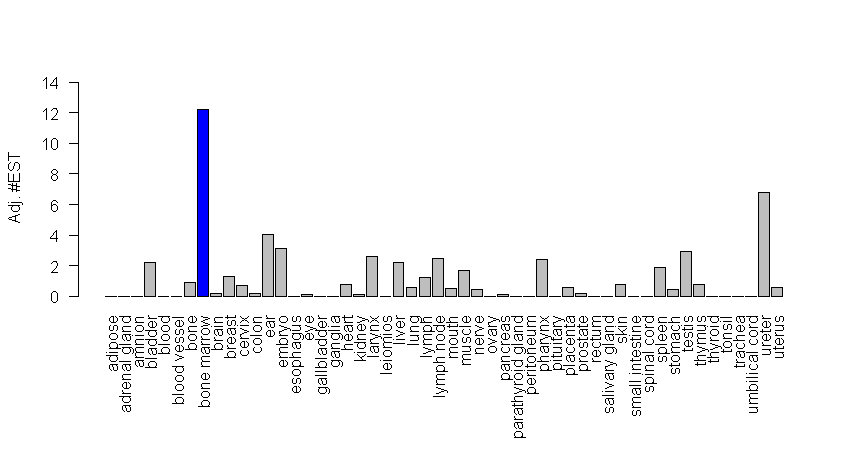 Adj. #EST
14
12
10
8
6
4
2
0
adipose
adrenal gland
amnion
bladder
blood
blood vessel
bone
bone marrow
brain
breast
cervix
colon
ear
embryo
esophagus
eye
gallbladder
ganglia
heart
kidney
larynx
leiomios
liver
lung
lymph
lymph node
mouth
muscle
nerve
ovary
pancreas
parathyroid gland
peritoneum
pharynx
pituitary
placenta
prostate
rectum
salivary gland
skin
small intestine
spinal cord
spleen
stomach
testis
thymus
thyroid
tonsil
trachea
umbilical cord
ureter
uterus